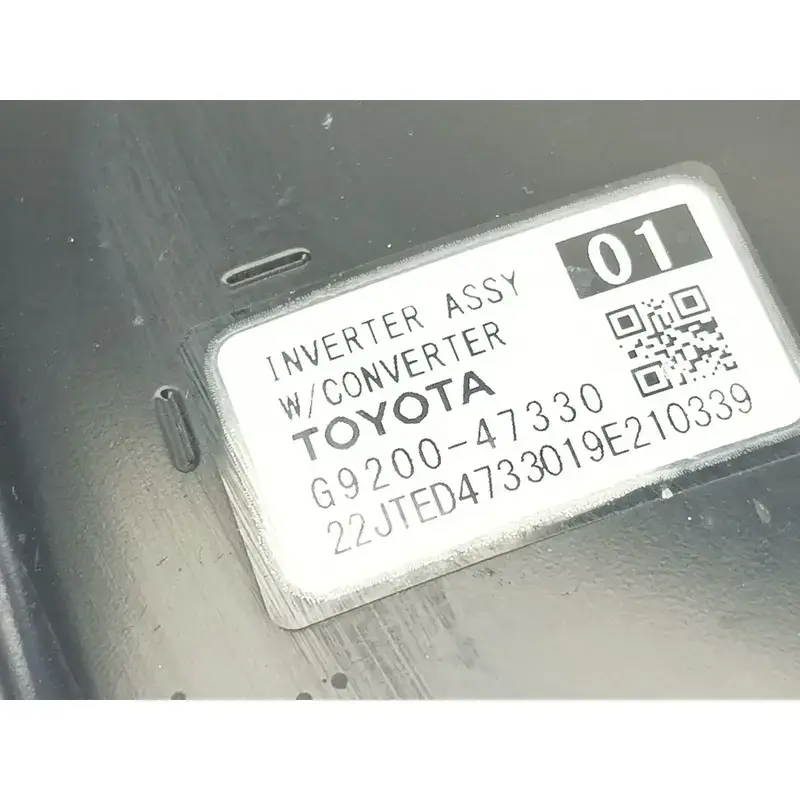 01
INVERTER ASSY
W/CONVERTER
TOYOTA
G9200-47330
22JTED4733019E210339